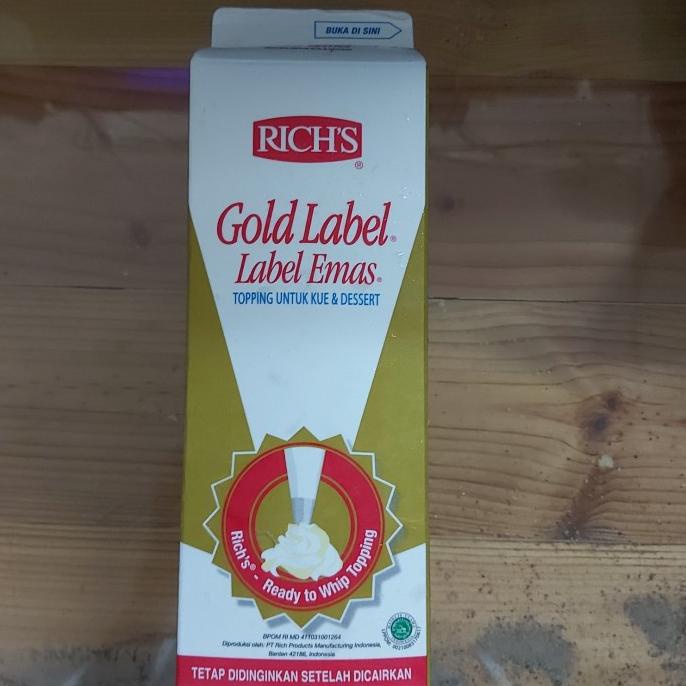 BUKA DI SINI
RICH'S
®
Gold Label®
Label Emas®
TOPPING UNTUK KUE & DESSERT
Rich's® - Ready to Whip Topping
BPOM RI MD 411031001264
Diproduksi oleh: PT Rich Products Manufacturing Indonesia,
Banten 42186, Indonesia
TETAP DIDINGINKAN SETELAH DICAIRKAN